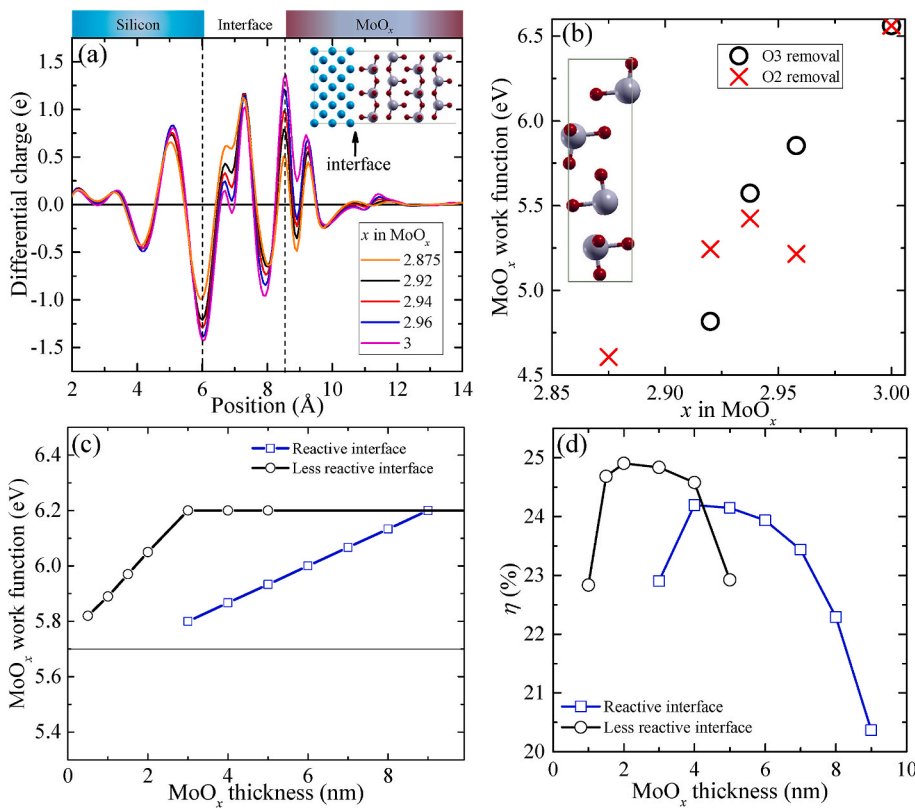 Silicon Interface MoOₓ
(a)
Differential charge (e)
1.5
1.0
0.5
0.0
-0.5
-1.0
-1.5
interface
x in MoOₓ
2.875
2.92
2.94
2.96
3
2 4 6 8 10 12 14
Position (Å)
(b)
MoOₓ work function (eV)
6.5
6.0
5.5
5.0
4.5
O3 removal
O2 removal
2.85 2.90 2.95 3.00
x in MoOₓ
(c)
MoOₓ work function (eV)
6.4
6.2
6.0
5.8
5.6
5.4
Reactive interface
Less reactive interface
0 2 4 6 8
MoOₓ thickness (nm)
(d)
η (%)
25
24
23
22
21
20
Reactive interface
Less reactive interface
0 2 4 6 8 10
MoOₓ thickness (nm)